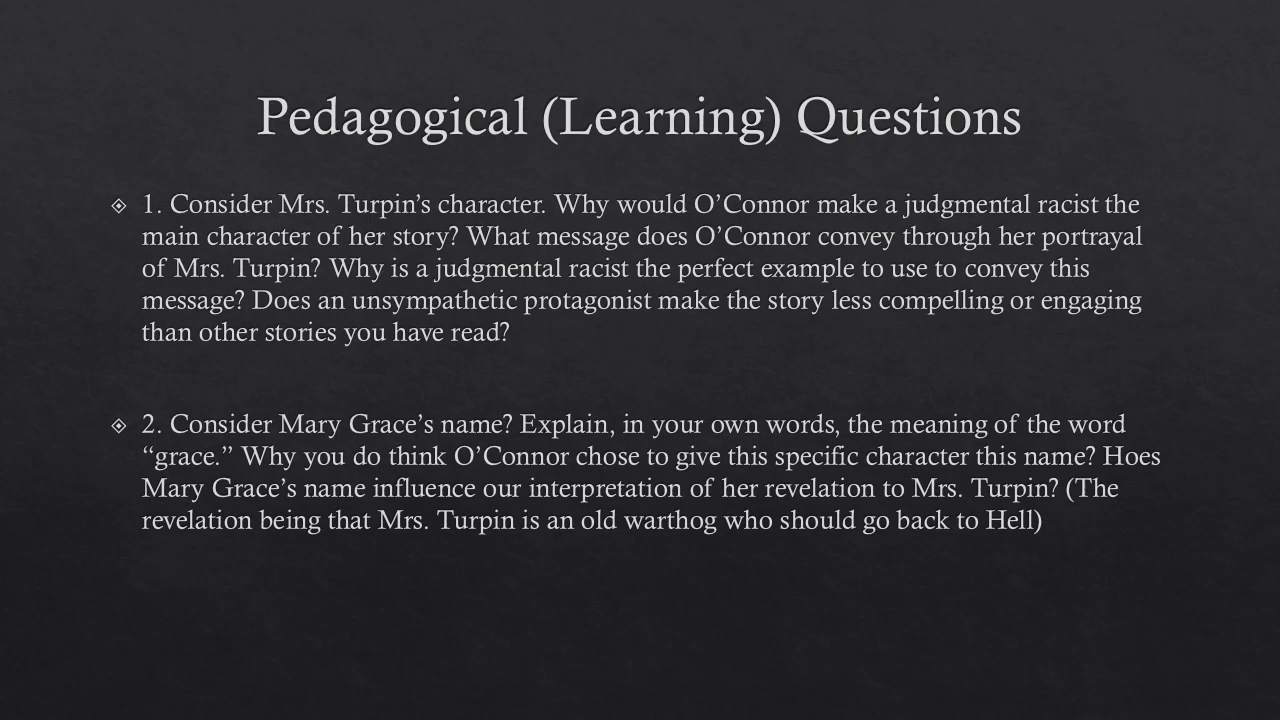 Pedagogical (Learning) Questions
1. Consider Mrs. Turpin’s character. Why would O’Connor make a judgmental racist the
main character of her story? What message does O’Connor convey through her portrayal
of Mrs. Turpin? Why is a judgmental racist the perfect example to use to convey this
message? Does an unsympathetic protagonist make the story less compelling or engaging
than other stories you have read?
2. Consider Mary Grace’s name? Explain, in your own words, the meaning of the word
“grace.” Why you do think O’Connor chose to give this specific character this name? Hoes
Mary Grace’s name influence our interpretation of her revelation to Mrs. Turpin? (The
revelation being that Mrs. Turpin is an old warthog who should go back to Hell)